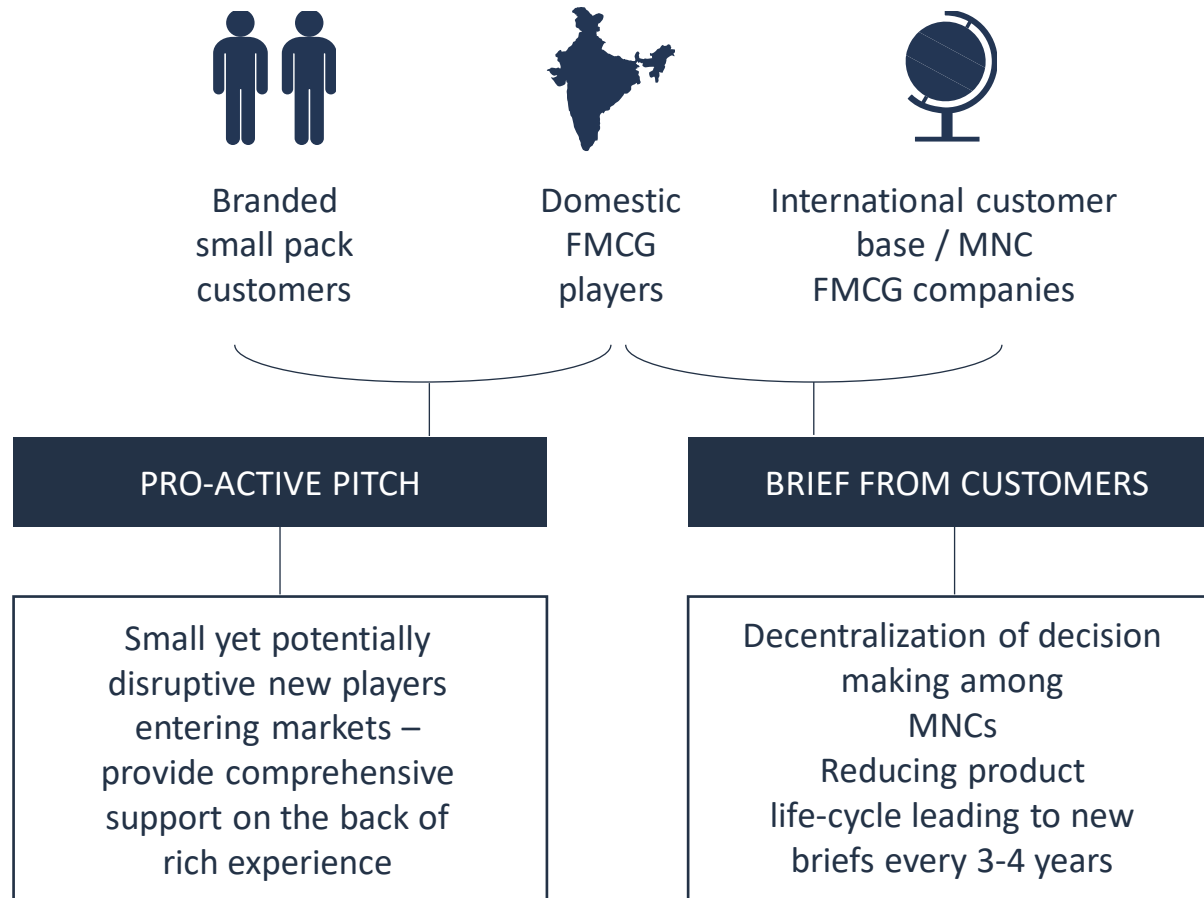 Branded
small pack
customers
Domestic
FMCG
players
International customer
base / MNC
FMCG companies
PRO-ACTIVE PITCH
BRIEF FROM CUSTOMERS
Small yet potentially
disruptive new players
entering markets –
provide comprehensive
support on the back of
rich experience
Decentralization of decision
making among
MNCs
Reducing product
life-cycle leading to new
briefs every 3-4 years